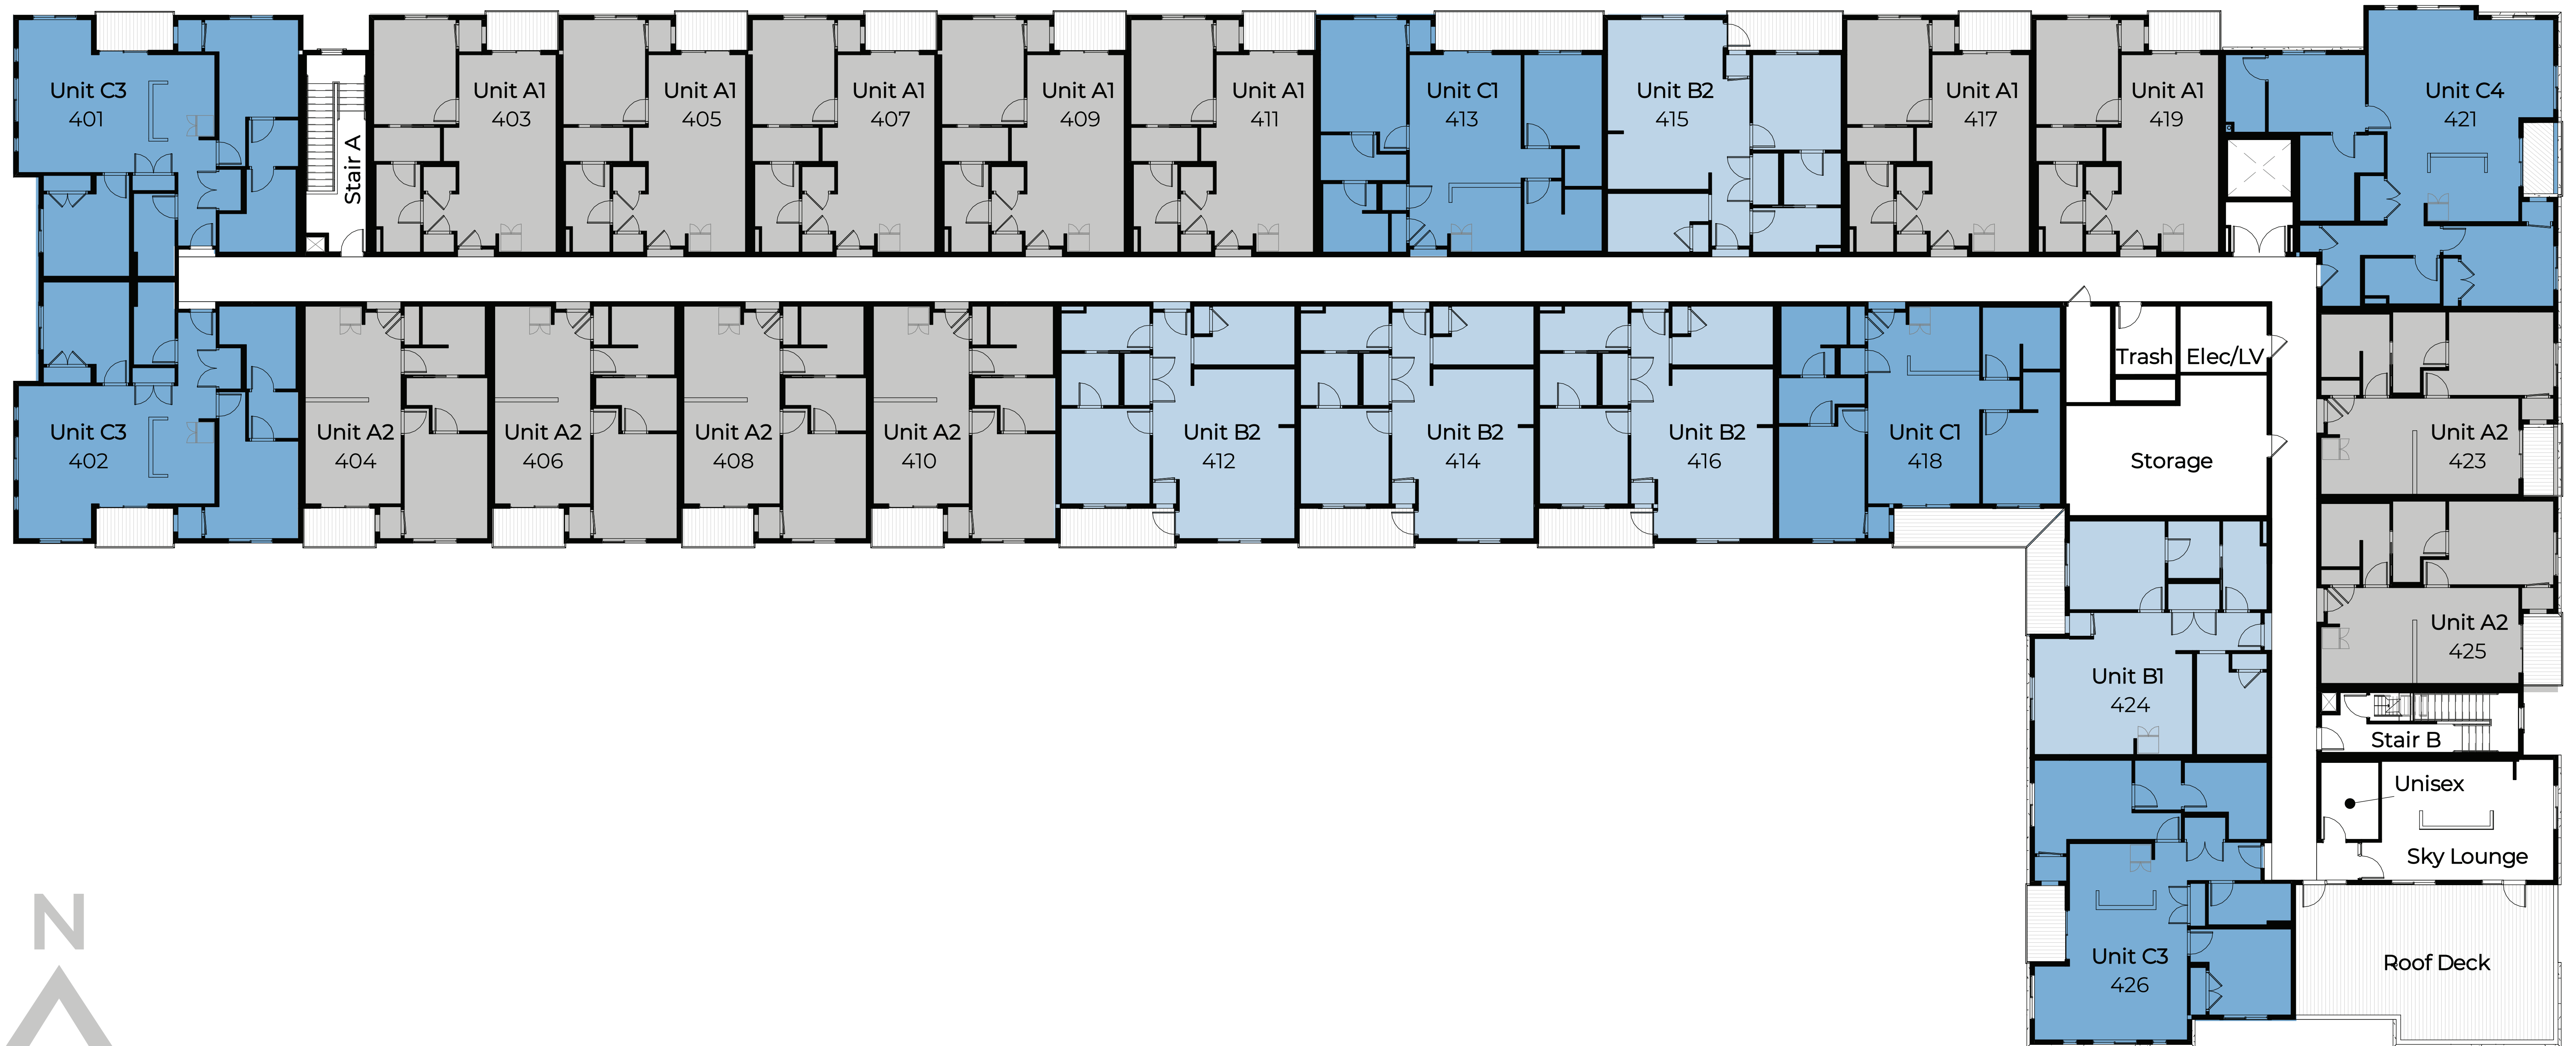 Unit C3
401
Stair A
Unit A1
403
Unit A1
405
Unit A1
407
Unit A1
409
Unit A1
411
Unit C1
413
Unit B2
415
Unit A1
417
Unit A1
419
Unit C4
421
Unit C3
402
Unit A2
404
Unit A2
406
Unit A2
408
Unit A2
410
Unit B2
412
Unit B2
414
Unit B2
416
Unit C1
418
Trash
Elec/LV
Storage
Unit A2
423
Unit A2
425
Unit B1
424
Stair B
Unisex
Sky Lounge
Unit C3
426
Roof Deck
N